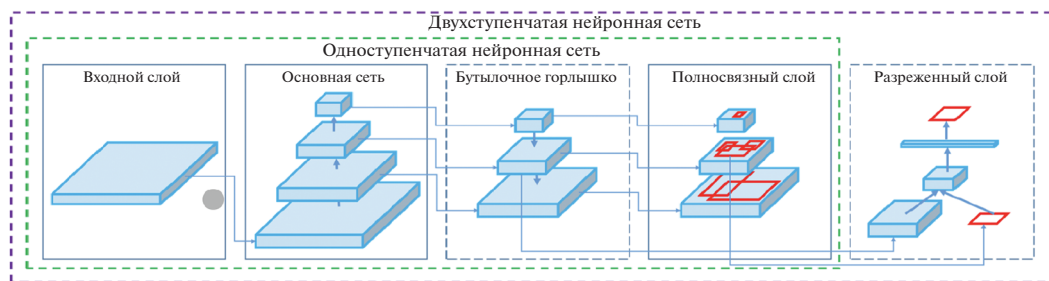 Двухступенчатая нейронная сеть
Одноступенчатая нейронная сеть
Входной слой
Основная сеть
Бутылочное горлышко
Полносвязный слой
Разреженный слой